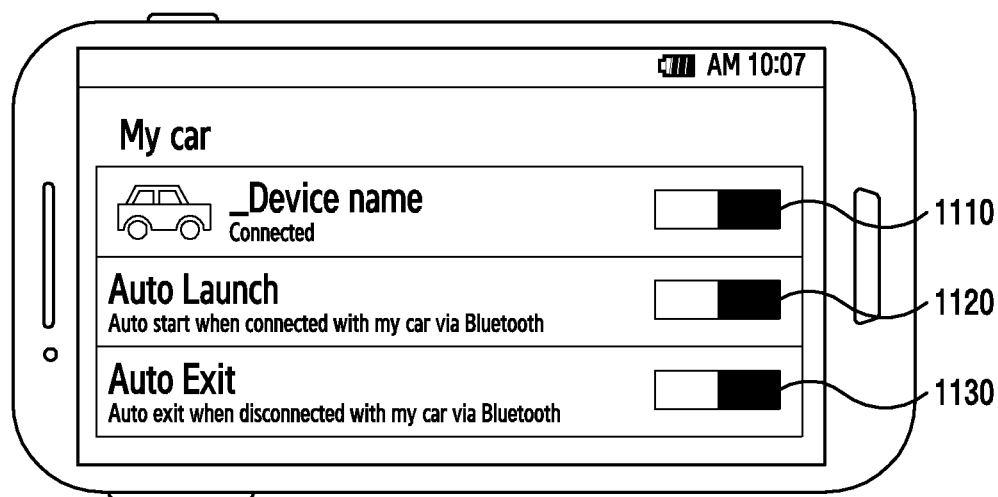 AM 10:07
My car
_Device name
Connected
1110
Auto Launch
Auto start when connected with my car via Bluetooth
1120
Auto Exit
Auto exit when disconnected with my car via Bluetooth
1130